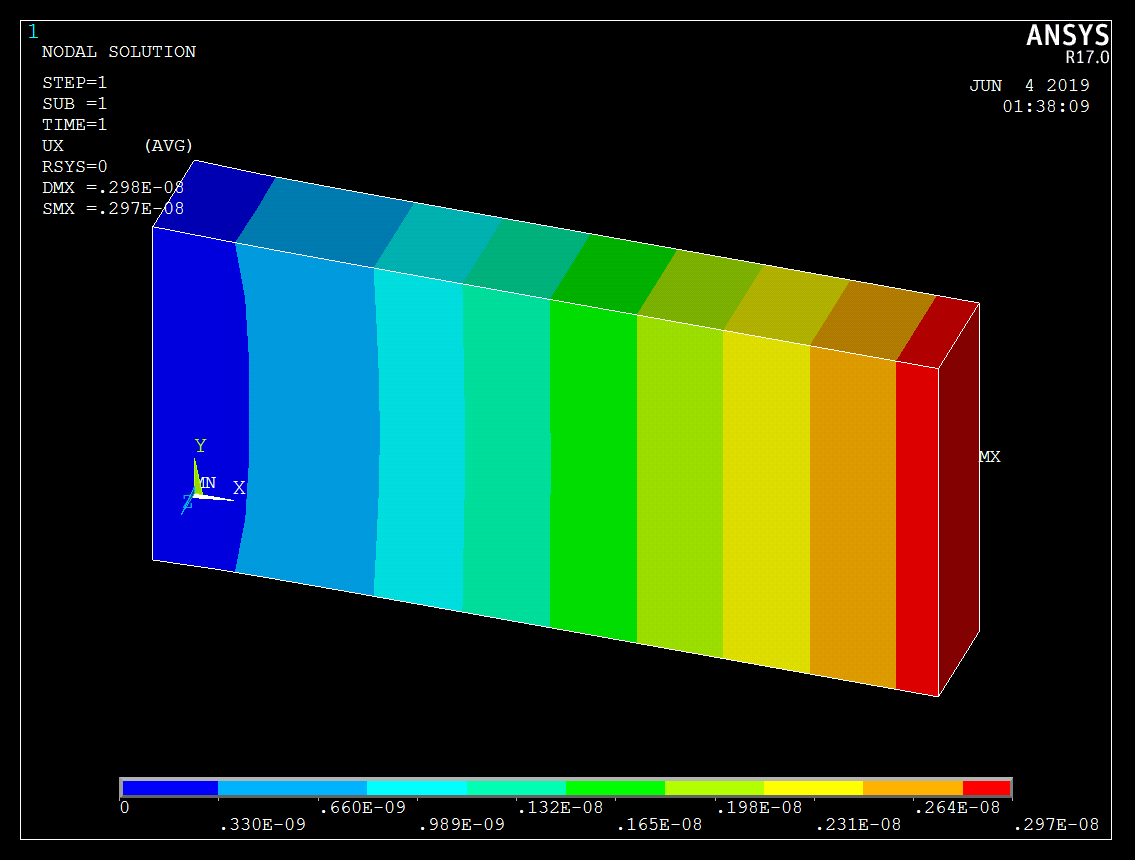 1
NODAL SOLUTION
STEP=1
SUB =1
TIME=1
UX (AVG)
RSYS=0
DMX =.298E-08
SMX =.297E-08
ANSYS
R17.0
JUN 4 2019
01:38:09
Y
MN X
Z
MX
0 .660E-09 .132E-08 .198E-08 .264E-08
.330E-09 .989E-09 .165E-08 .231E-08 .297E-08